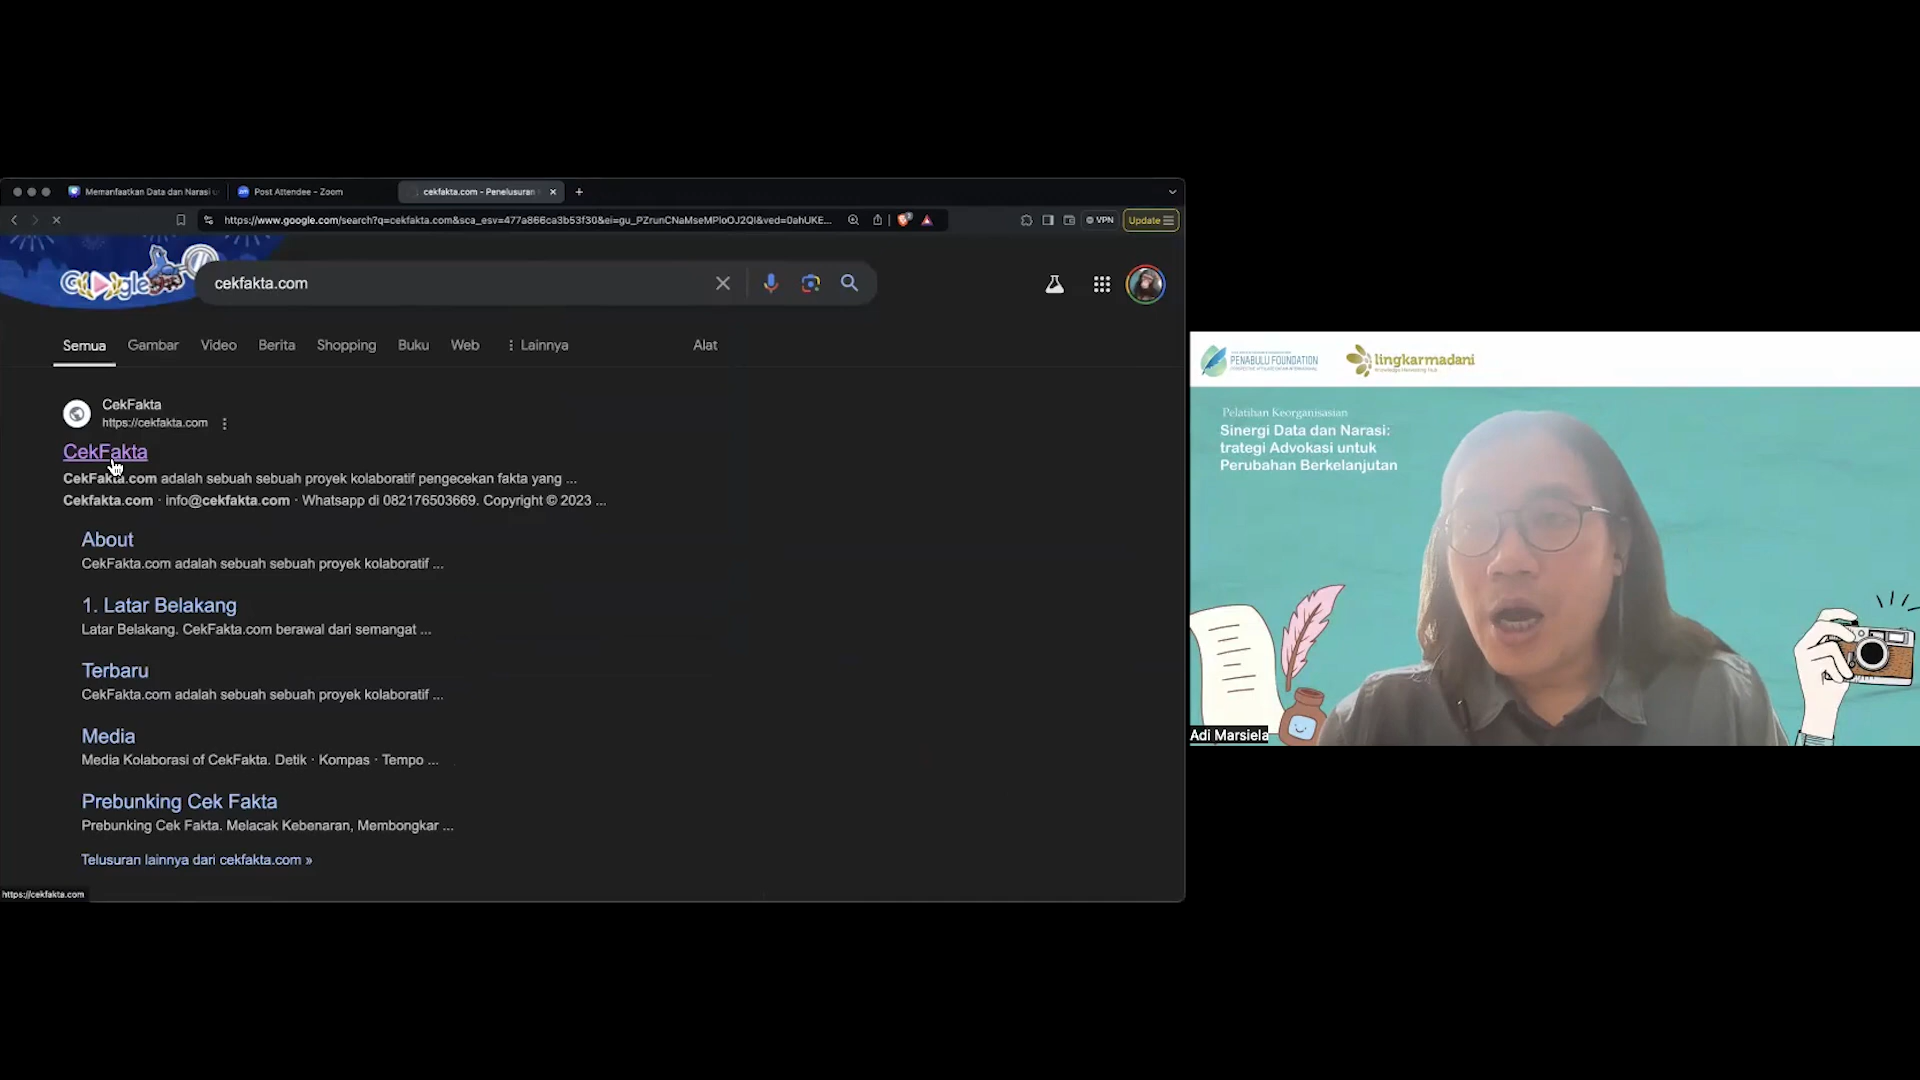 Memanfaatkan Data dan Narasi
Post Attendee - Zoom
cekfakta.com - Penelusuran
https://www.google.com/search?q=cekfakta.com&sca_esv=477a866ca3b53f30&ei=gu_PZrunCNaMseMPloOJ2QI&ved=0ahUKE...
VPN
Update
Google
cekfakta.com
Semua
Gambar
Video
Berita
Shopping
Buku
Web
Lainnya
Alat
CekFakta
https://cekfakta.com
CekFakta
CekFakta.com adalah sebuah sebuah proyek kolaboratif pengecekan fakta yang ...
Cekfakta.com · info@cekfakta.com · Whatsapp di 082176503669. Copyright © 2023 ...
About
CekFakta.com adalah sebuah sebuah proyek kolaboratif ...
1. Latar Belakang
Latar Belakang. CekFakta.com berawal dari semangat ...
Terbaru
CekFakta.com adalah sebuah sebuah proyek kolaboratif ...
Media
Media Kolaborasi of CekFakta. Detik · Kompas · Tempo ...
Prebunking Cek Fakta
Prebunking Cek Fakta. Melacak Kebenaran, Membongkar ...
Telusuran lainnya dari cekfakta.com »
https://cekfakta.com
PENABULU FOUNDATION
lingkarmadani
Knowledge Harvesting Hub
Pelatihan Keorganisasian
Sinergi Data dan Narasi:
trategi Advokasi untuk
Perubahan Berkelanjutan
Adi Marsiela